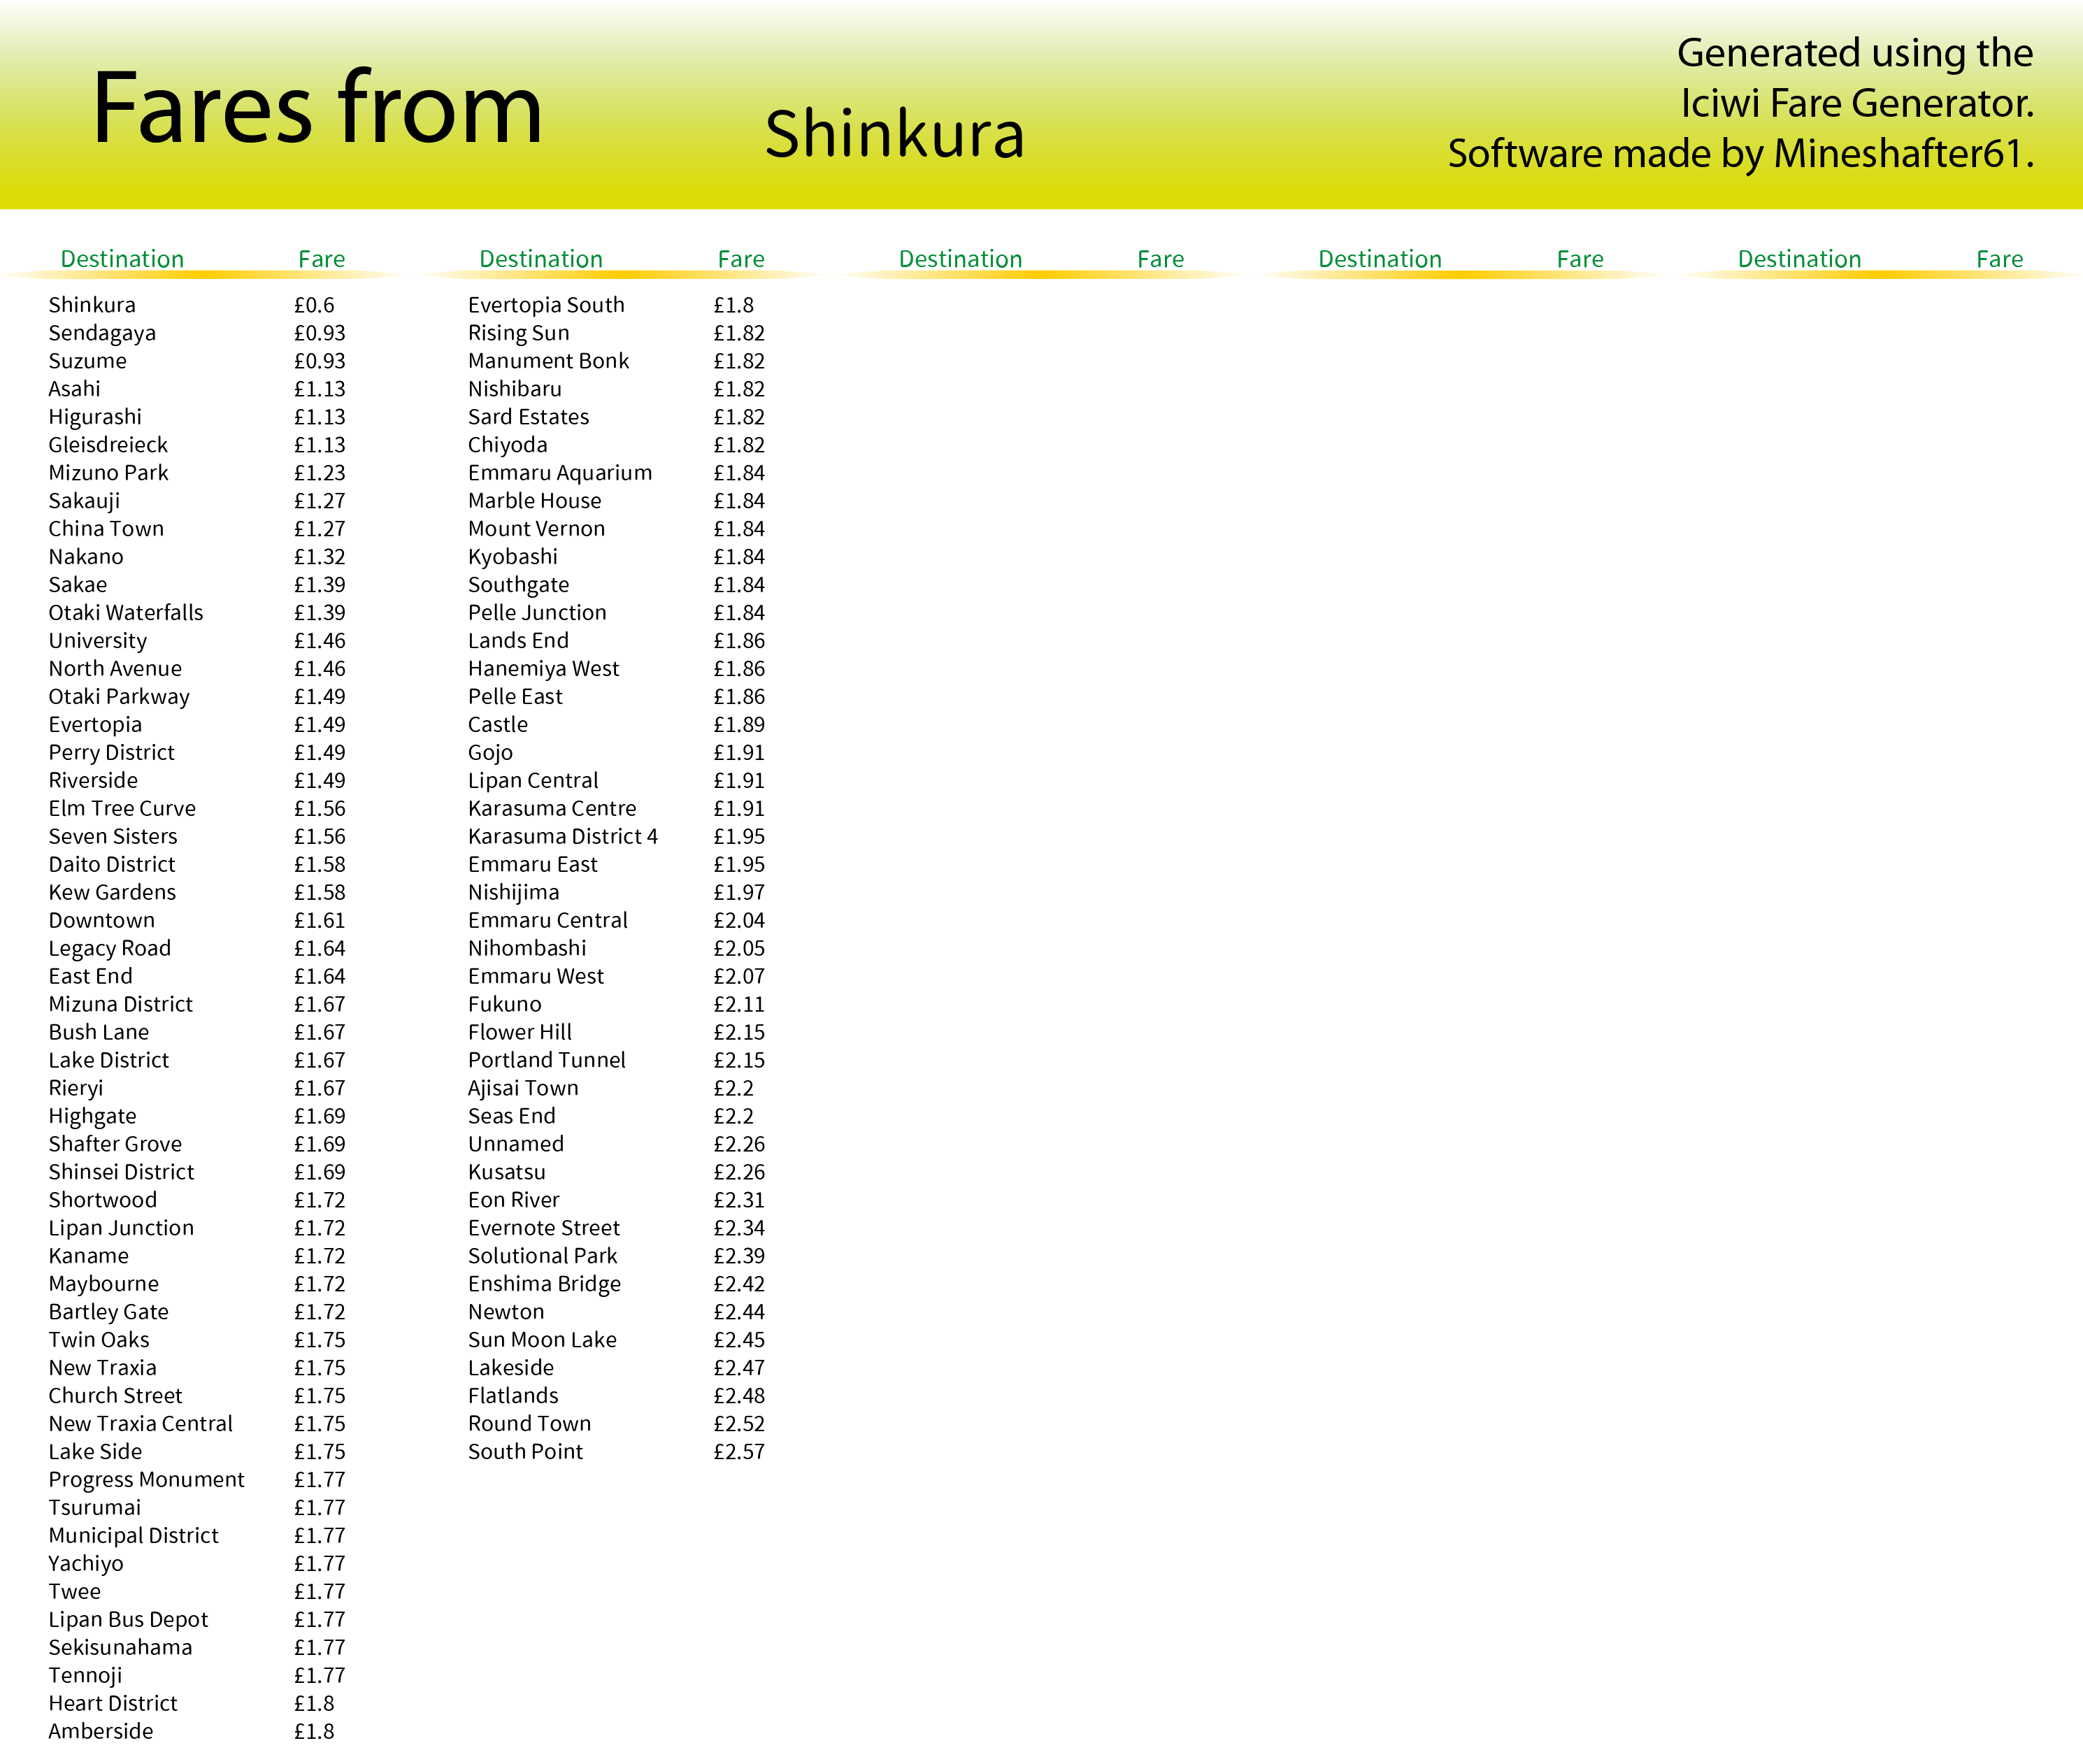 Fares from
Shinkura
Generated using the
Iciwi Fare Generator.
Software made by Mineshafter61.
Destination Fare Destination Fare Destination Fare Destination Fare Destination Fare
Shinkura £0.6
Sendagaya £0.93
Suzume £0.93
Asahi £1.13
Higurashi £1.13
Gleisdreieck £1.13
Mizuno Park £1.23
Sakauji £1.27
China Town £1.27
Nakano £1.32
Sakae £1.39
Otaki Waterfalls £1.39
University £1.46
North Avenue £1.46
Otaki Parkway £1.49
Evertopia £1.49
Perry District £1.49
Riverside £1.49
Elm Tree Curve £1.56
Seven Sisters £1.56
Daito District £1.58
Kew Gardens £1.58
Downtown £1.61
Legacy Road £1.64
East End £1.64
Mizuna District £1.67
Bush Lane £1.67
Lake District £1.67
Rieryi £1.67
Highgate £1.69
Shafter Grove £1.69
Shinsei District £1.69
Shortwood £1.72
Lipan Junction £1.72
Kaname £1.72
Maybourne £1.72
Bartley Gate £1.72
Twin Oaks £1.75
New Traxia £1.75
Church Street £1.75
New Traxia Central £1.75
Lake Side £1.75
Progress Monument £1.77
Tsurumai £1.77
Municipal District £1.77
Yachiyo £1.77
Twee £1.77
Lipan Bus Depot £1.77
Sekisunahama £1.77
Tennoji £1.77
Heart District £1.8
Amberside £1.8
Evertopia South £1.8
Rising Sun £1.82
Manument Bonk £1.82
Nishibaru £1.82
Sard Estates £1.82
Chiyoda £1.82
Emmaru Aquarium £1.84
Marble House £1.84
Mount Vernon £1.84
Kyobashi £1.84
Southgate £1.84
Pelle Junction £1.84
Lands End £1.86
Hanemiya West £1.86
Pelle East £1.86
Castle £1.89
Gojo £1.91
Lipan Central £1.91
Karasuma Centre £1.91
Karasuma District 4 £1.95
Emmaru East £1.95
Nishijima £1.97
Emmaru Central £2.04
Nihombashi £2.05
Emmaru West £2.07
Fukuno £2.11
Flower Hill £2.15
Portland Tunnel £2.15
Ajisai Town £2.2
Seas End £2.2
Unnamed £2.26
Kusatsu £2.26
Eon River £2.31
Evernote Street £2.34
Solutional Park £2.39
Enshima Bridge £2.42
Newton £2.44
Sun Moon Lake £2.45
Lakeside £2.47
Flatlands £2.48
Round Town £2.52
South Point £2.57